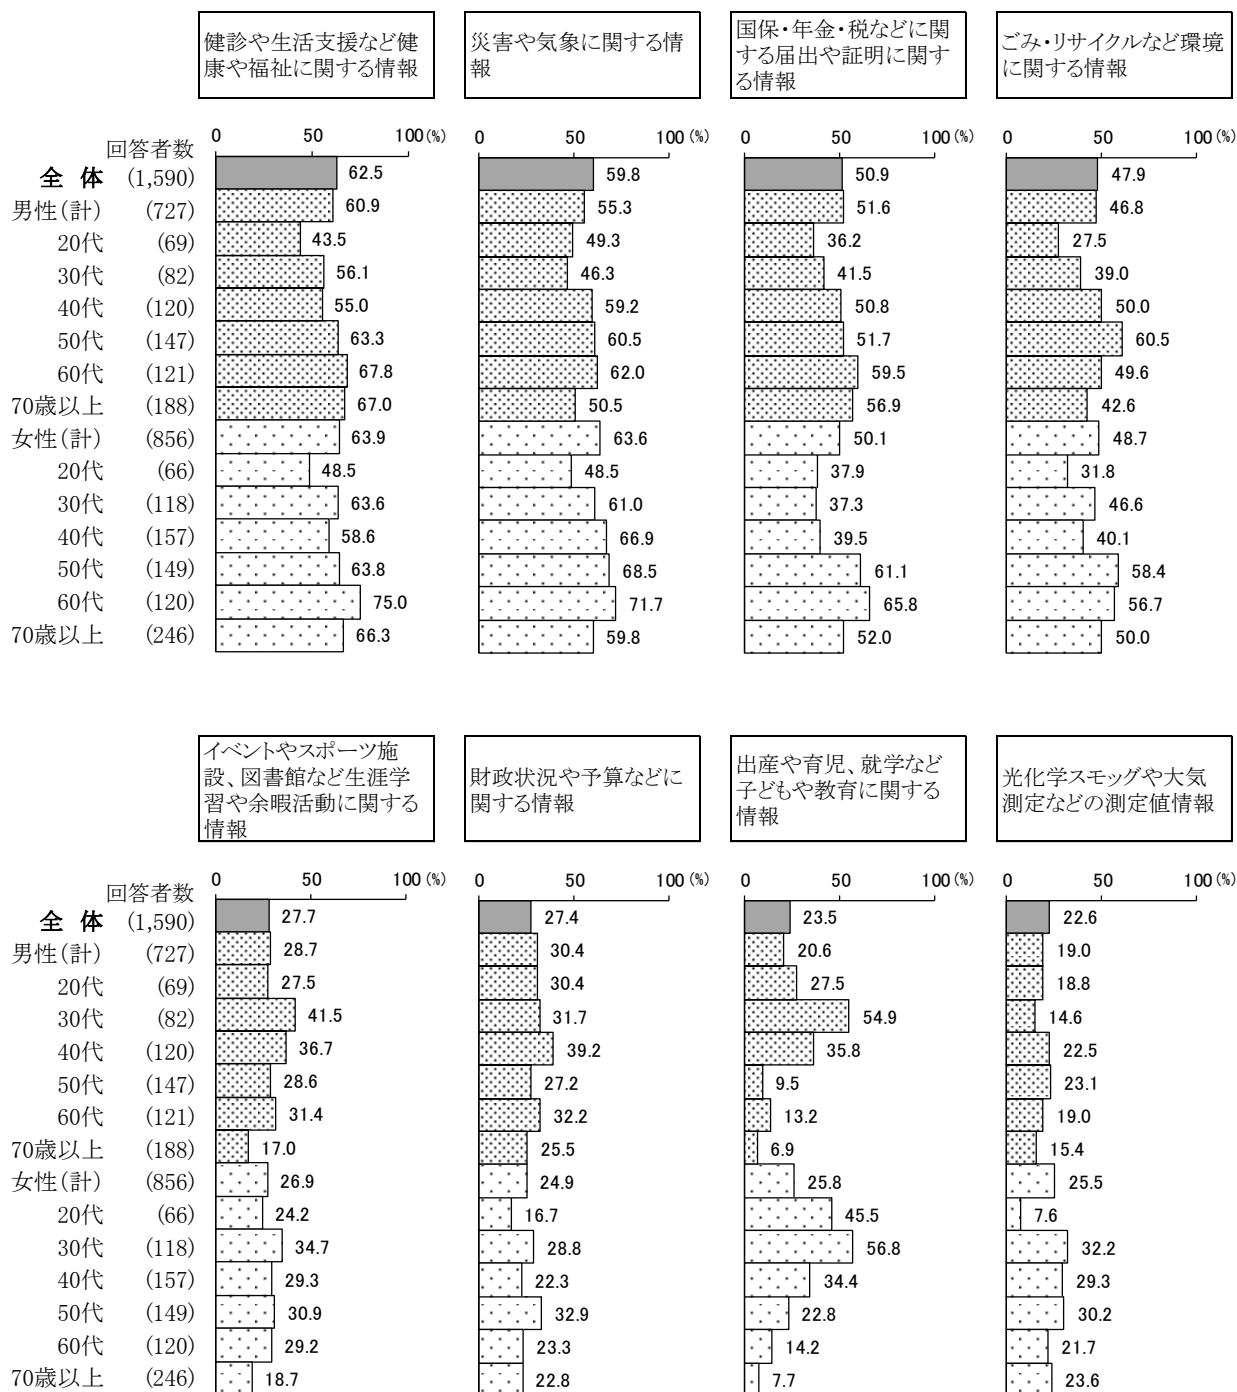 健診や生活支援など健
康や福祉に関する情報
災害や気象に関する情
報
国保・年金・税などに関
する届出や証明に関す
る情報
ごみ・リサイクルなど環境
に関する情報
0 50 100(%) 0 50 100(%) 0 50 100(%) 0 50 100(%)
回答者数
全 体 (1,590) 62.5 59.8 50.9 47.9
男性(計) (727) 60.9 55.3 51.6 46.8
20代 (69) 43.5 49.3 36.2 27.5
30代 (82) 56.1 46.3 41.5 39.0
40代 (120) 55.0 59.2 50.8 50.0
50代 (147) 63.3 60.5 51.7 60.5
60代 (121) 67.8 62.0 59.5 49.6
70歳以上 (188) 67.0 50.5 56.9 42.6
女性(計) (856) 63.9 63.6 50.1 48.7
20代 (66) 48.5 48.5 37.9 31.8
30代 (118) 63.6 61.0 37.3 46.6
40代 (157) 58.6 66.9 39.5 40.1
50代 (149) 63.8 68.5 61.1 58.4
60代 (120) 75.0 71.7 65.8 56.7
70歳以上 (246) 66.3 59.8 52.0 50.0
イベントやスポーツ施
設、図書館など生涯学
習や余暇活動に関する
情報
財政状況や予算などに
関する情報
出産や育児、就学など
子どもや教育に関する
情報
光化学スモッグや大気
測定などの測定値情報
0 50 100(%) 0 50 100(%) 0 50 100(%) 0 50 100(%)
回答者数
全 体 (1,590) 27.7 27.4 23.5 22.6
男性(計) (727) 28.7 30.4 20.6 19.0
20代 (69) 27.5 30.4 27.5 18.8
30代 (82) 41.5 31.7 54.9 14.6
40代 (120) 36.7 39.2 35.8 22.5
50代 (147) 28.6 27.2 9.5 23.1
60代 (121) 31.4 32.2 13.2 19.0
70歳以上 (188) 17.0 25.5 6.9 15.4
女性(計) (856) 26.9 24.9 25.8 25.5
20代 (66) 24.2 16.7 45.5 7.6
30代 (118) 34.7 28.8 56.8 32.2
40代 (157) 29.3 22.3 34.4 29.3
50代 (149) 30.9 32.9 22.8 30.2
60代 (120) 29.2 23.3 14.2 21.7
70歳以上 (246) 18.7 22.8 7.7 23.6